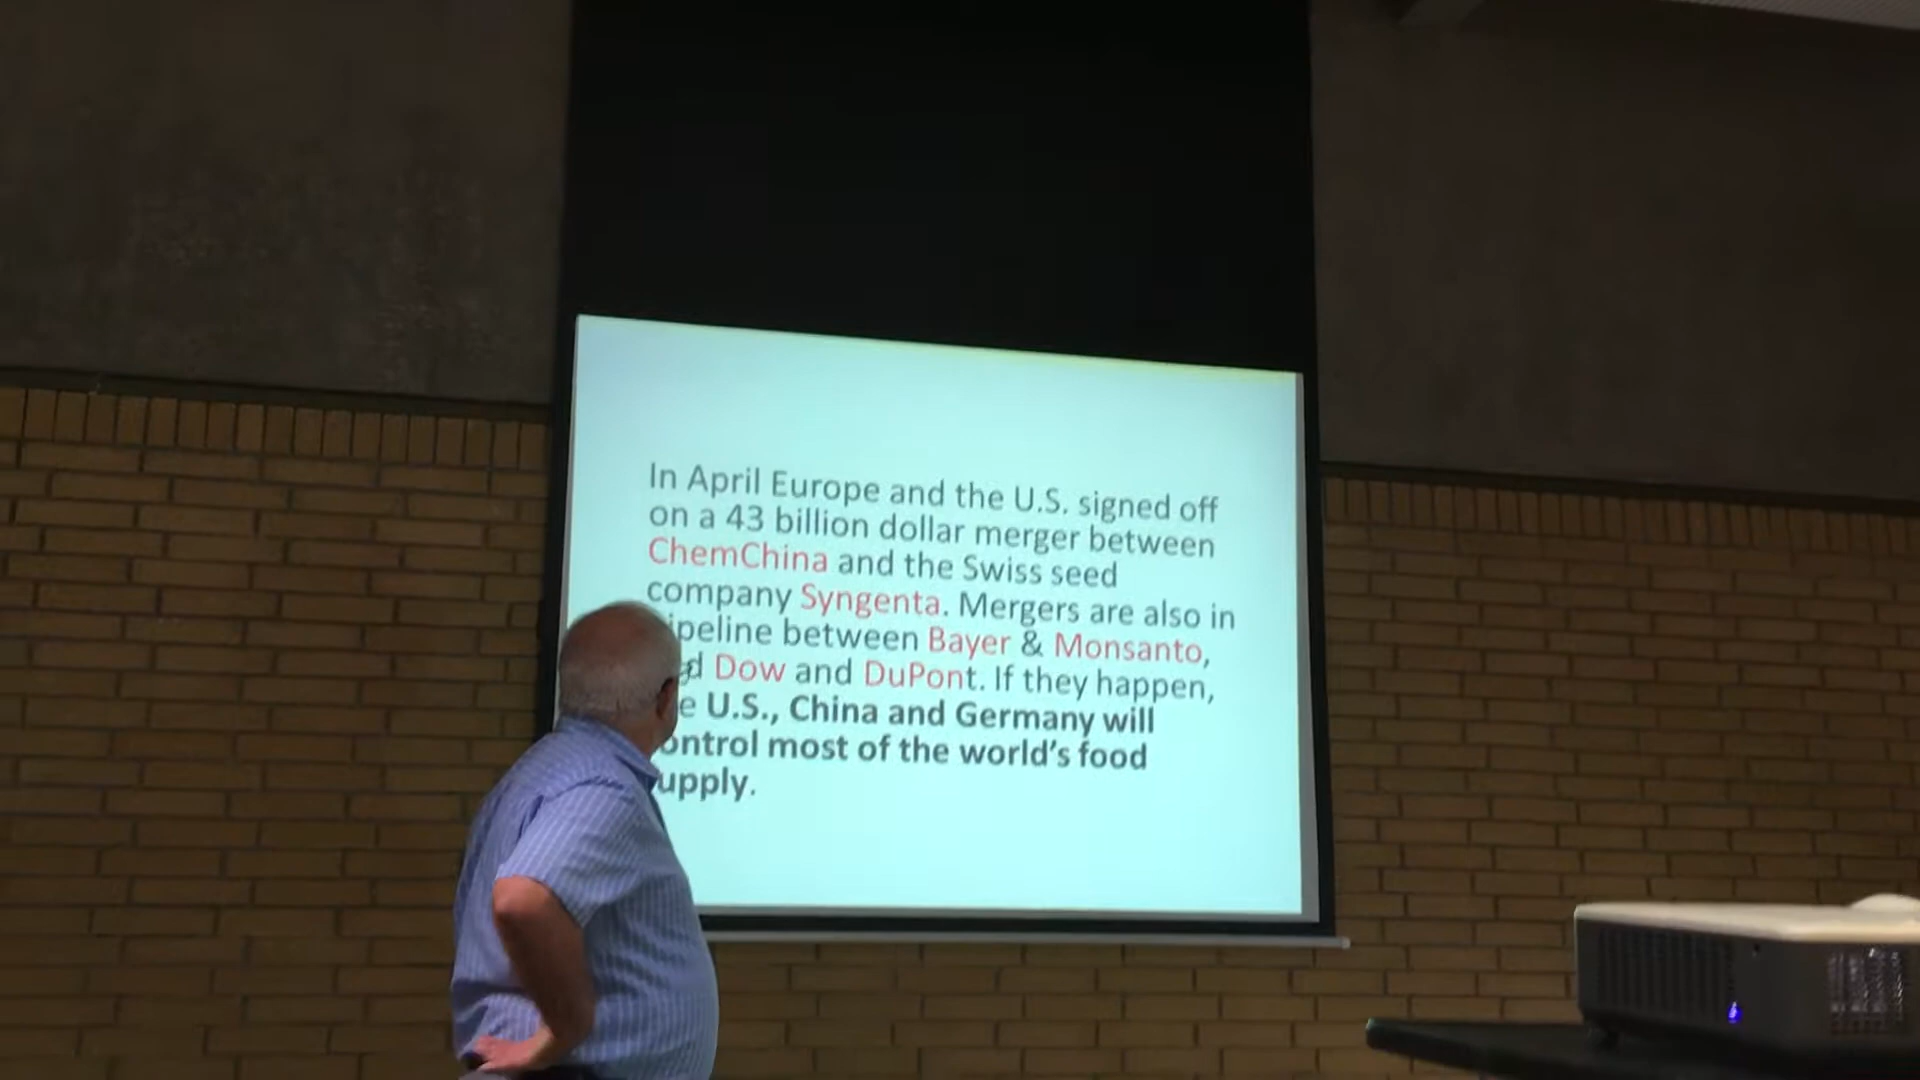 In April Europe and the U.S. signed off
on a 43 billion dollar merger between
ChemChina and the Swiss seed
company Syngenta. Mergers are also in
ipeline between Bayer & Monsanto,
d Dow and DuPont. If they happen,
e U.S., China and Germany will
ontrol most of the world's food
upply.